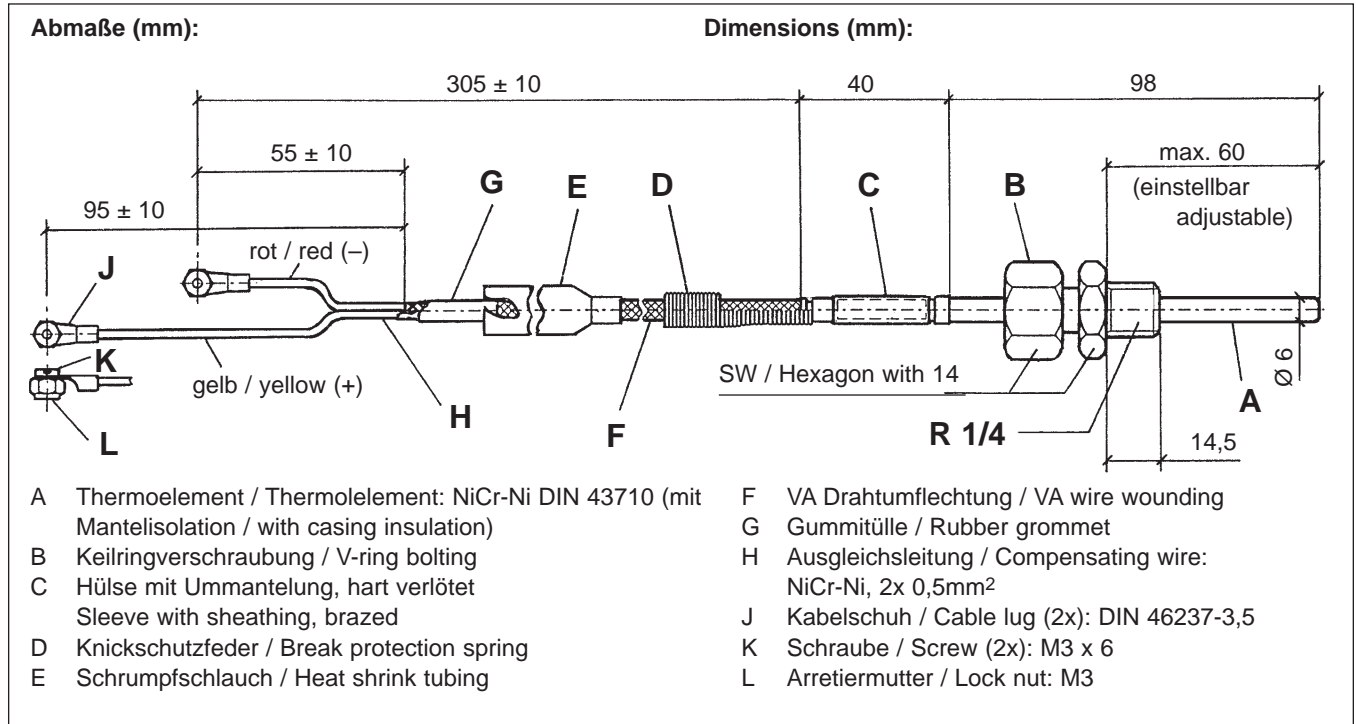 Abmaße (mm):
Dimensions (mm):
305 ± 10
40
98
55 ± 10
max. 60
(einstellbar
adjustable)
95 ± 10
G
E
D
C
B
J
rot / red (–)
K
gelb / yellow (+)
SW / Hexagon with 14
Ø 6
A
L
H
F
R 1/4
14,5
A Thermoelement / Thermolelement: NiCr-Ni DIN 43710 (mit
Mantelisolation / with casing insulation)
B Keilringverschraubung / V-ring bolting
C Hülse mit Ummantelung, hart verlötet
Sleeve with sheathing, brazed
D Knickschutzfeder / Break protection spring
E Schrumpfschlauch / Heat shrink tubing
F VA Drahtumflechtung / VA wire wounding
G Gummitülle / Rubber grommet
H Ausgleichsleitung / Compensating wire:
NiCr-Ni, 2x 0,5mm²
J Kabelschuh / Cable lug (2x): DIN 46237-3,5
K Schraube / Screw (2x): M3 x 6
L Arretiermutter / Lock nut: M3